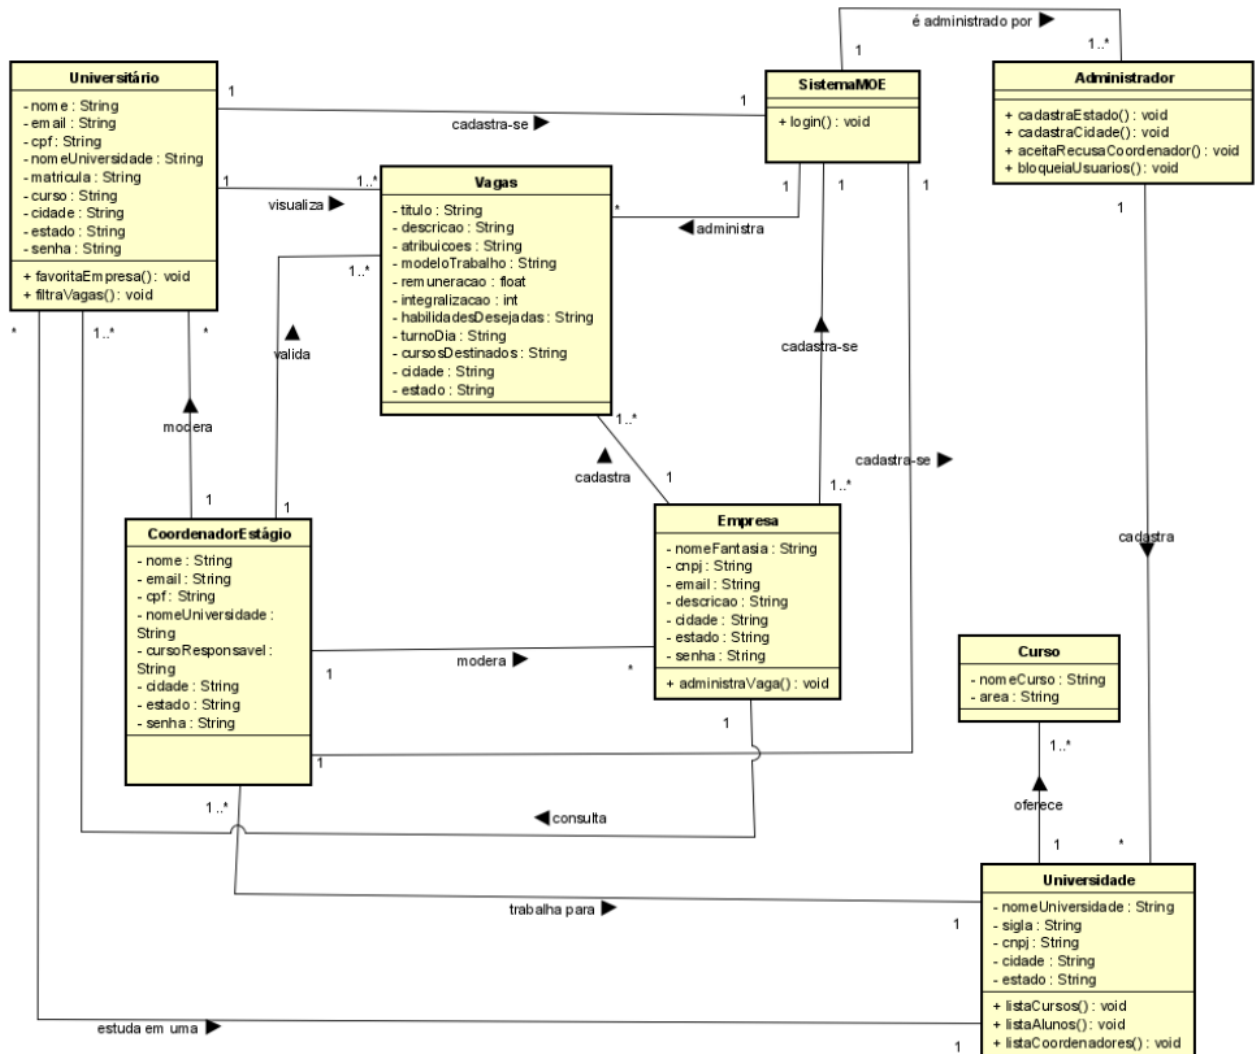 é administrado por
1
1..*
Universitário
- nome : String
- email : String
- cpf : String
- nomeUniversidade : String
- matricula : String
- curso : String
- cidade : String
- estado : String
- senha : String
+ favoritaEmpresa() : void
+ filtraVagas() : void
1
cadastra-se
1
SistemaMOE
+ login() : void
Administrador
+ cadastraEstado() : void
+ cadastraCidade() : void
+ aceitaRecusaCoordenador() : void
+ bloqueiaUsuarios() : void
1
visualiza
1..*
Vagas
- titulo : String
- descricao : String
- atribuicoes : String
- modeloTrabalho : String
- remuneracao : float
- integralizacao : int
- habilidadesDesejadas : String
- turnoDia : String
- cursosDestinados : String
- cidade : String
- estado : String
1
1
1
*
administra
1
1..*
valida
*
1..*
*
modera
1
1
cadastra-se
cadastra-se
1..*
cadastra
1
1..*
CoordenadorEstágio
- nome : String
- email : String
- cpf : String
- nomeUniversidade :
String
- cursoResponsavel :
String
- cidade : String
- estado : String
- senha : String
Empresa
- nomeFantasia : String
- cnpj : String
- email : String
- descricao : String
- cidade : String
- estado : String
- senha : String
+ administraVaga() : void
cadastra
1
modera
*
1
1
1..*
consulta
Curso
- nomeCurso : String
- area : String
1..*
oferece
1
*
trabalha para
1
Universidade
- nomeUniversidade : String
- sigla : String
- cnpj : String
- cidade : String
- estado : String
+ listaCursos() : void
+ listaAlunos() : void
+ listaCoordenadores() : void
estuda em uma
1